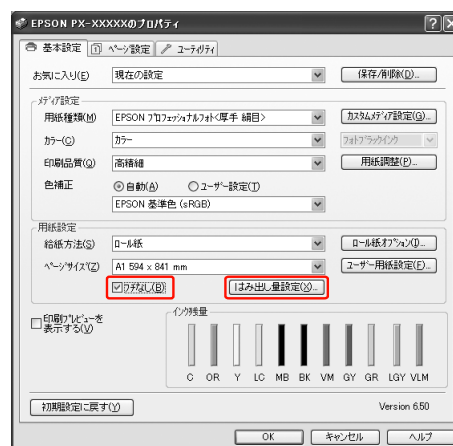 EPSON PX-XXXXXのプロパティ
基本設定 ページ設定 ユーティリティ
お気に入り(E) 現在の設定 保存/削除(D)...
メディア設定
用紙種類(M) EPSON プロフェッショナルフォト<厚手 絹目> カスタムメディア設定(G)...
カラー(C) カラー フォトブラックインク
印刷品質(Q) 高精細 用紙調整(P)...
色補正 自動(A) ユーザー設定(T)
EPSON 基準色 (sRGB)
用紙設定
給紙方法(S) ロール紙 ロール紙オプション(I)...
ページサイズ(Z) A1 594 x 841 mm ユーザー用紙設定(F)...
フチなし(B) はみ出し量設定(X)...
印刷プレビューを
表示する(V)
インク残量
C OR Y LC MB BK VM GY GR LGY VLM
初期設定に戻す(Y) Version 6.50
OK キャンセル ヘルプ